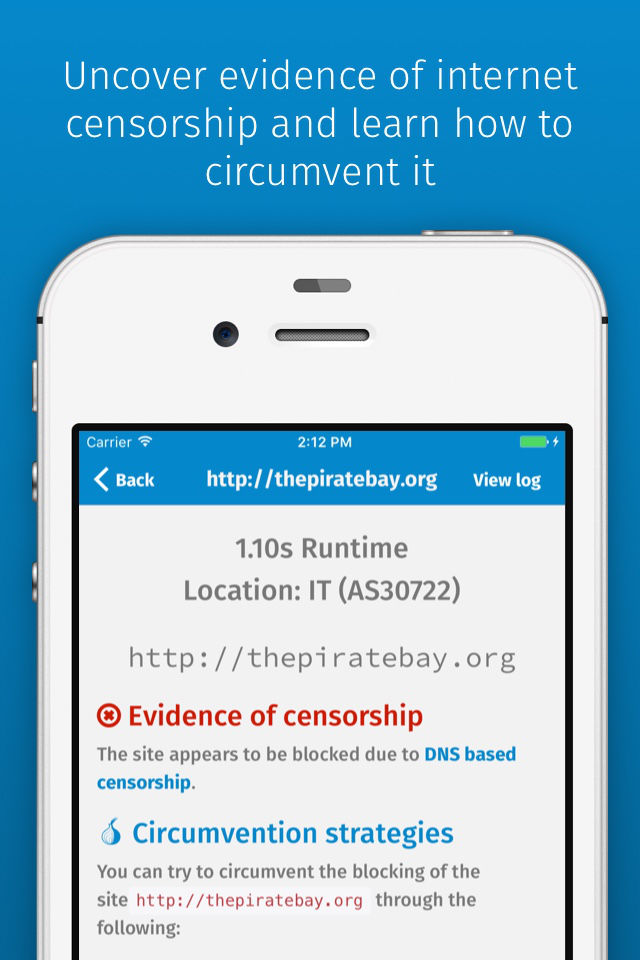 Uncover evidence of internet
censorship and learn how to
circumvent it
Carrier 2:12 PM
Back http://thepiratebay.org View log
1.10s Runtime
Location: IT (AS30722)
http://thepiratebay.org
Evidence of censorship
The site appears to be blocked due to DNS based
censorship.
Circumvention strategies
You can try to circumvent the blocking of the
site http://thepiratebay.org through the
following: